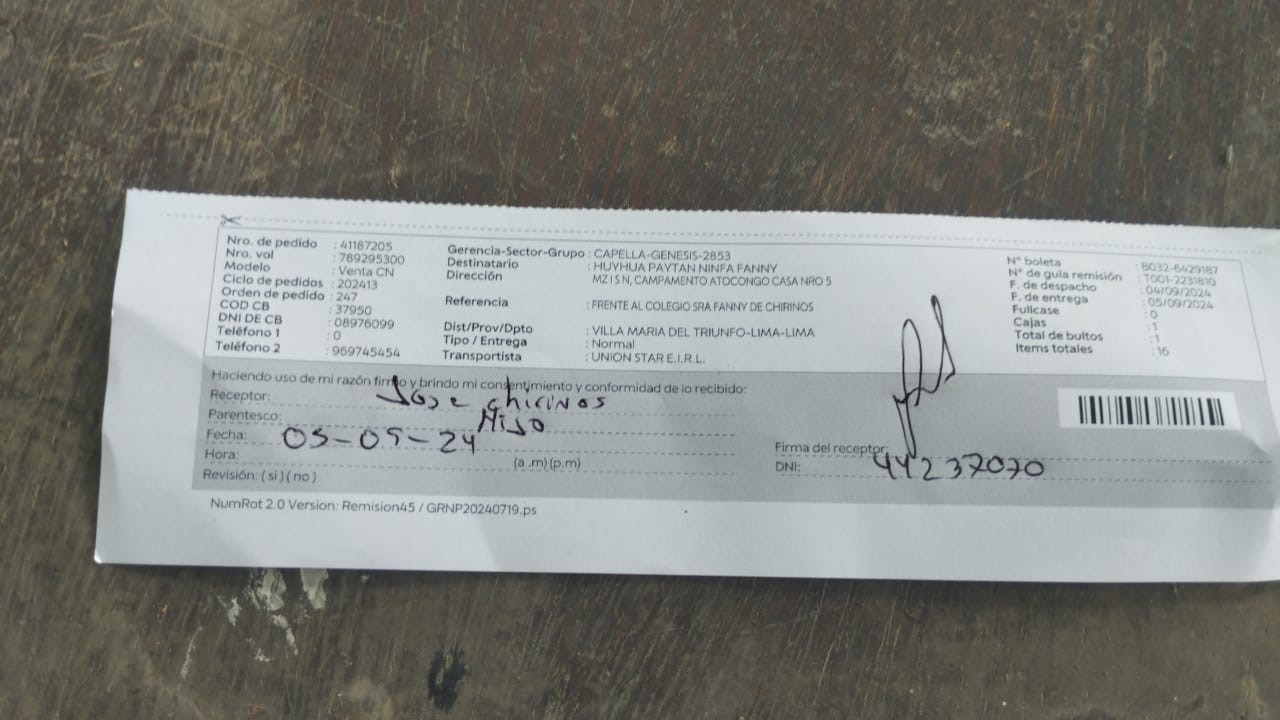 Nro. de pedido : 41187205
Nro. vol : 789295300
Modelo : Venta CN
Ciclo de pedidos : 202413
Orden de pedido : 247
COD CB : 37950
DNI DE CB : 08976099
Teléfono 1 : 0
Teléfono 2 : 969745454
Gerencia-Sector-Grupo : CAPELLA-GENESIS-2853
Destinatario : HUYHUA PAYTAN NINFA FANNY
Dirección MZ I S N, CAMPAMENTO ATOCONGO CASA NRO 5
Referencia : FRENTE AL COLEGIO SRA FANNY DE CHIRINOS
Dist/Prov/Dpto : VILLA MARIA DEL TRIUNFO-LIMA-LIMA
Tipo / Entrega : Normal
Transportista : UNION STAR E.I.R.L.
N° boleta : B032-6429187
N° de guía remisión : T001-2231810
F. de despacho : 04/09/2024
F. de entrega : 05/09/2024
Fullcase : 0
Cajas : 1
Total de bultos : 1
Items totales : 16
Haciendo uso de mi razón firmo y brindo mi consentimiento y conformidad de lo recibido:
Receptor: Jose chirinos
Parentesco: Hijo
Fecha: 05-09-24
Hora: (a .m) (p.m)
Revisión: ( si ) ( no )
Firma del receptor:
DNI: 44237070
NumRot 2.0 Version: Remision45 / GRNP20240719.ps